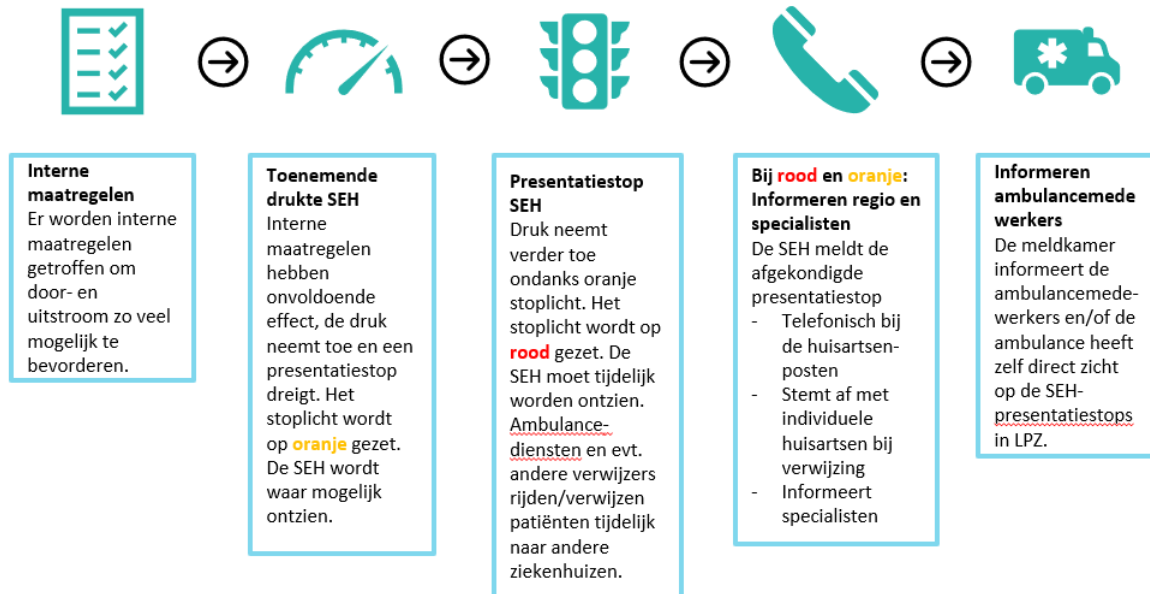 Interne
maatregelen
Er worden interne
maatregelen
getroffen om
door- en
uitstroom zo veel
mogelijk te
bevorderen.
Toenemende
drukte SEH
Interne
maatregelen
hebben
onvoldoende
effect, de druk
neemt toe en een
presentatiestop
dreigt. Het
stoplicht wordt
op oranje gezet.
De SEH wordt
waar mogelijk
ontzien.
Presentatiestop
SEH
Druk neemt
verder toe
ondanks oranje
stoplicht. Het
stoplicht wordt op
rood gezet. De
SEH moet tijdelijk
worden ontzien.
Ambulance-
diensten en evt.
andere verwijzers
rijden/verwijzen
patiënten tijdelijk
naar andere
ziekenhuizen.
Bij rood en oranje:
Informeren regio en
specialisten
De SEH meldt de
afgekondigde
presentatiestop
- Telefonisch bij
de huisartsen-
posten
- Stemt af met
individuele
huisartsen bij
verwijzing
- Informeert
specialisten
Informeren
ambulancemede
werkers
De meldkamer
informeert de
ambulancemede-
werkers en/of de
ambulance heeft
zelf direct zicht
op de SEH-
presentatiestops
in LPZ.